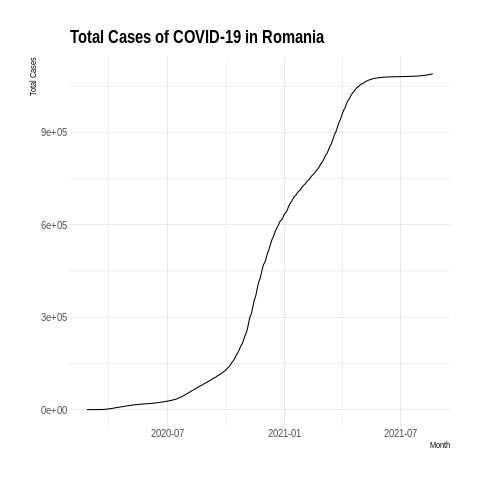 Total Cases of COVID-19 in Romania
Total Cases
9e+05
6e+05
3e+05
0e+00
2020-07 2021-01 2021-07
Month